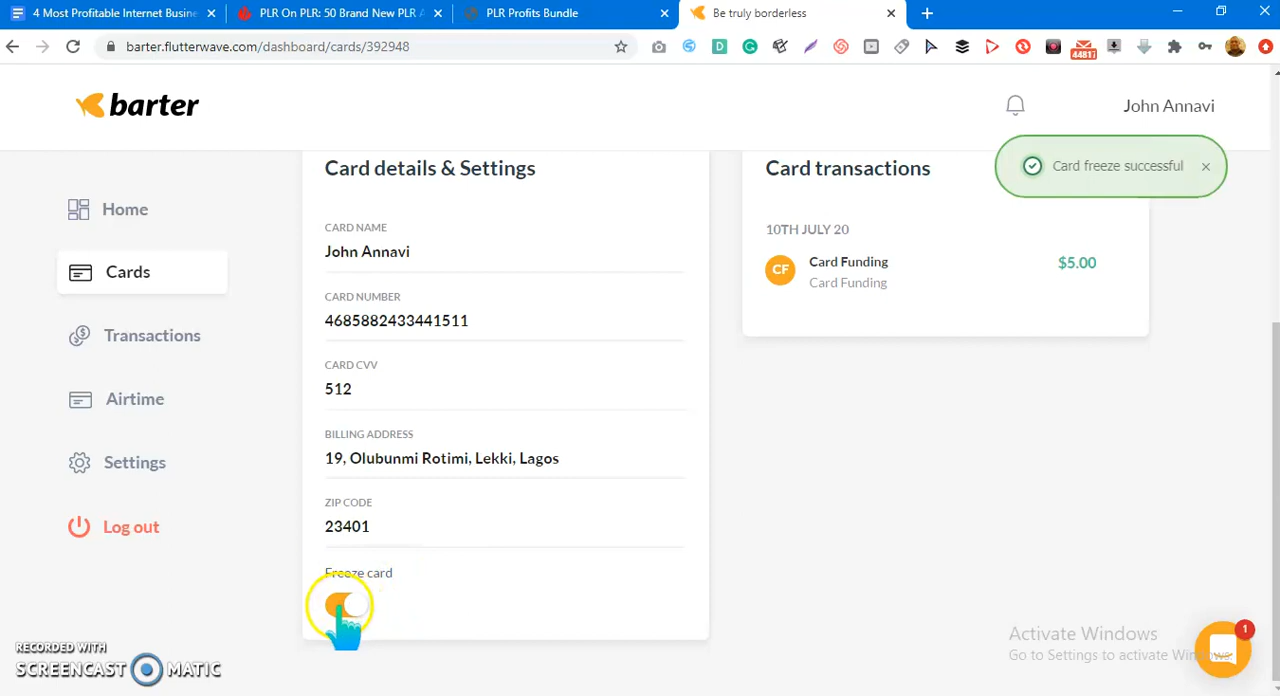 4 Most Profitable Internet Busine
PLR On PLR: 50 Brand New PLR A
PLR Profits Bundle
Be truly borderless
barter.flutterwave.com/dashboard/cards/392948
44817
barter
John Annavi
Card freeze successful
Home
Cards
Transactions
Airtime
Settings
Log out
Card details & Settings
CARD NAME
John Annavi
CARD NUMBER
4685882433441511
CARD CVV
512
BILLING ADDRESS
19, Olubunmi Rotimi, Lekki, Lagos
ZIP CODE
23401
Freeze card
Card transactions
10TH JULY 20
CF
Card Funding
$5.00
Card Funding
Activate Windows
Go to Settings to activate Windows.
1
RECORDED WITH
SCREENCAST MATIC